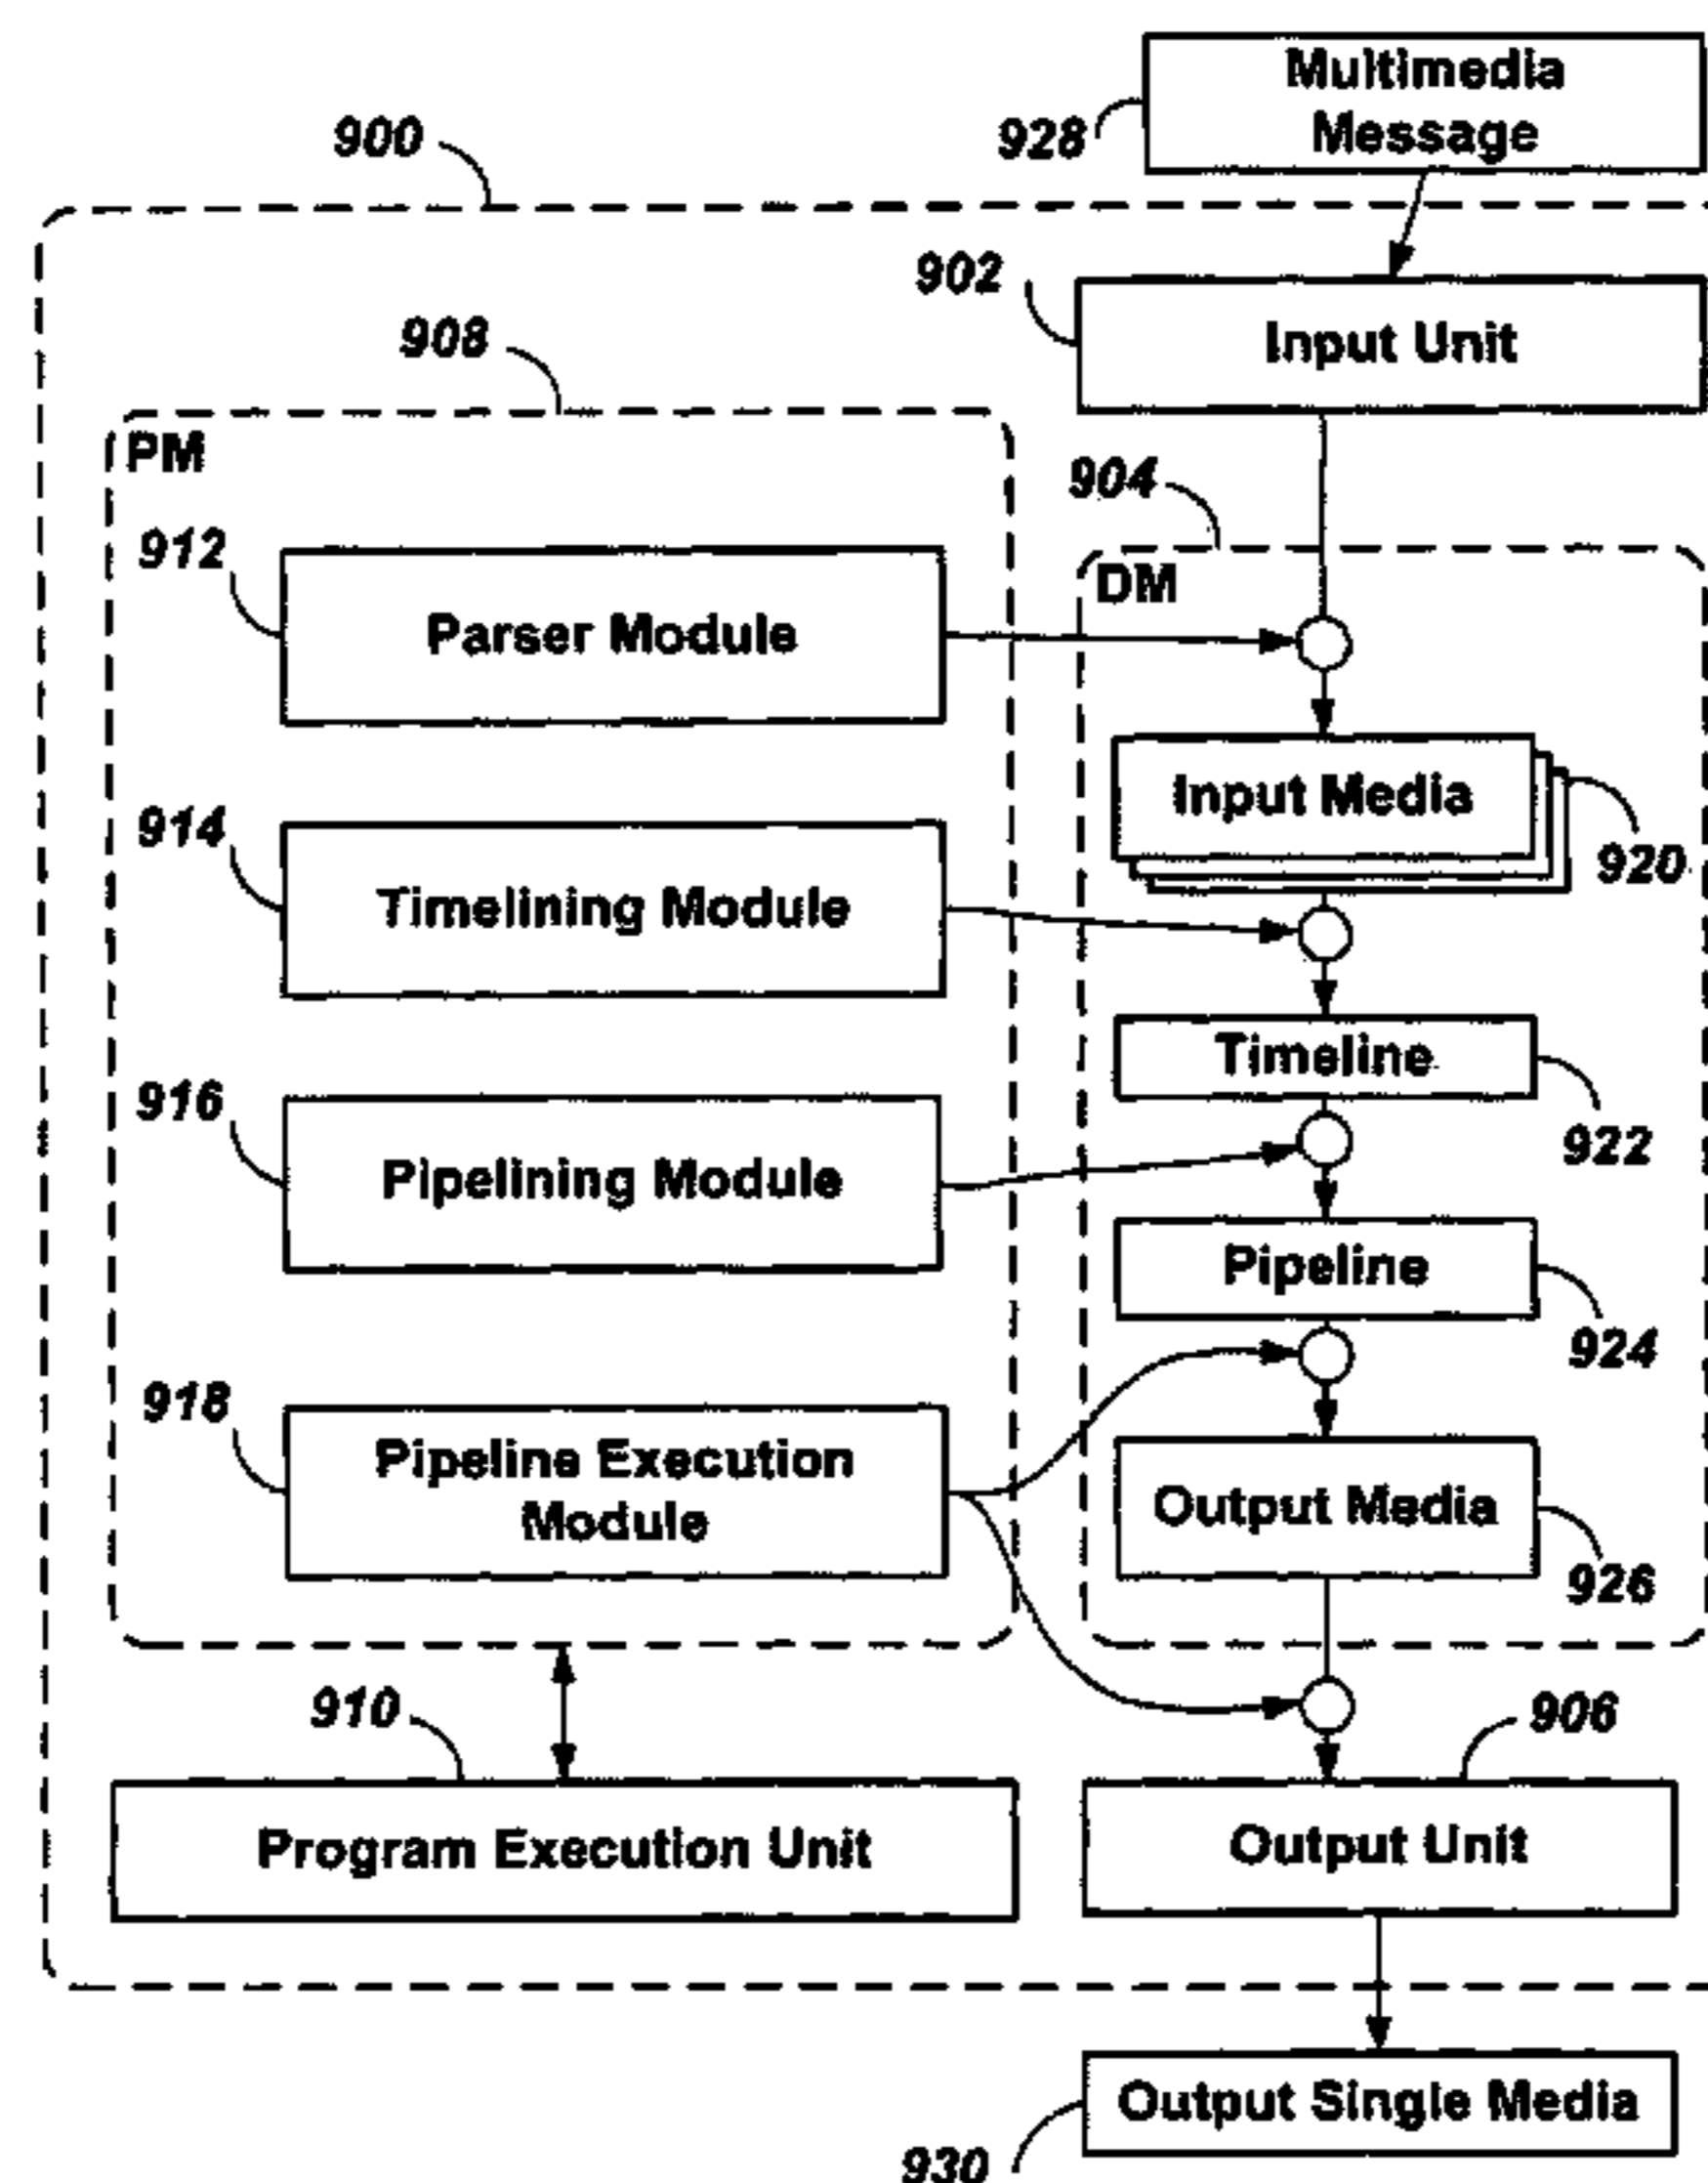 Multimedia
Message
928
900
902
Input Unit
908
PM
904
DM
912
Parser Module
Input Media
920
914
Timelining Module
Timeline
922
916
Pipelining Module
Pipeline
924
918
Pipeline Execution
Module
Output Media
926
910
906
Program Execution Unit
Output Unit
Output Single Media
930